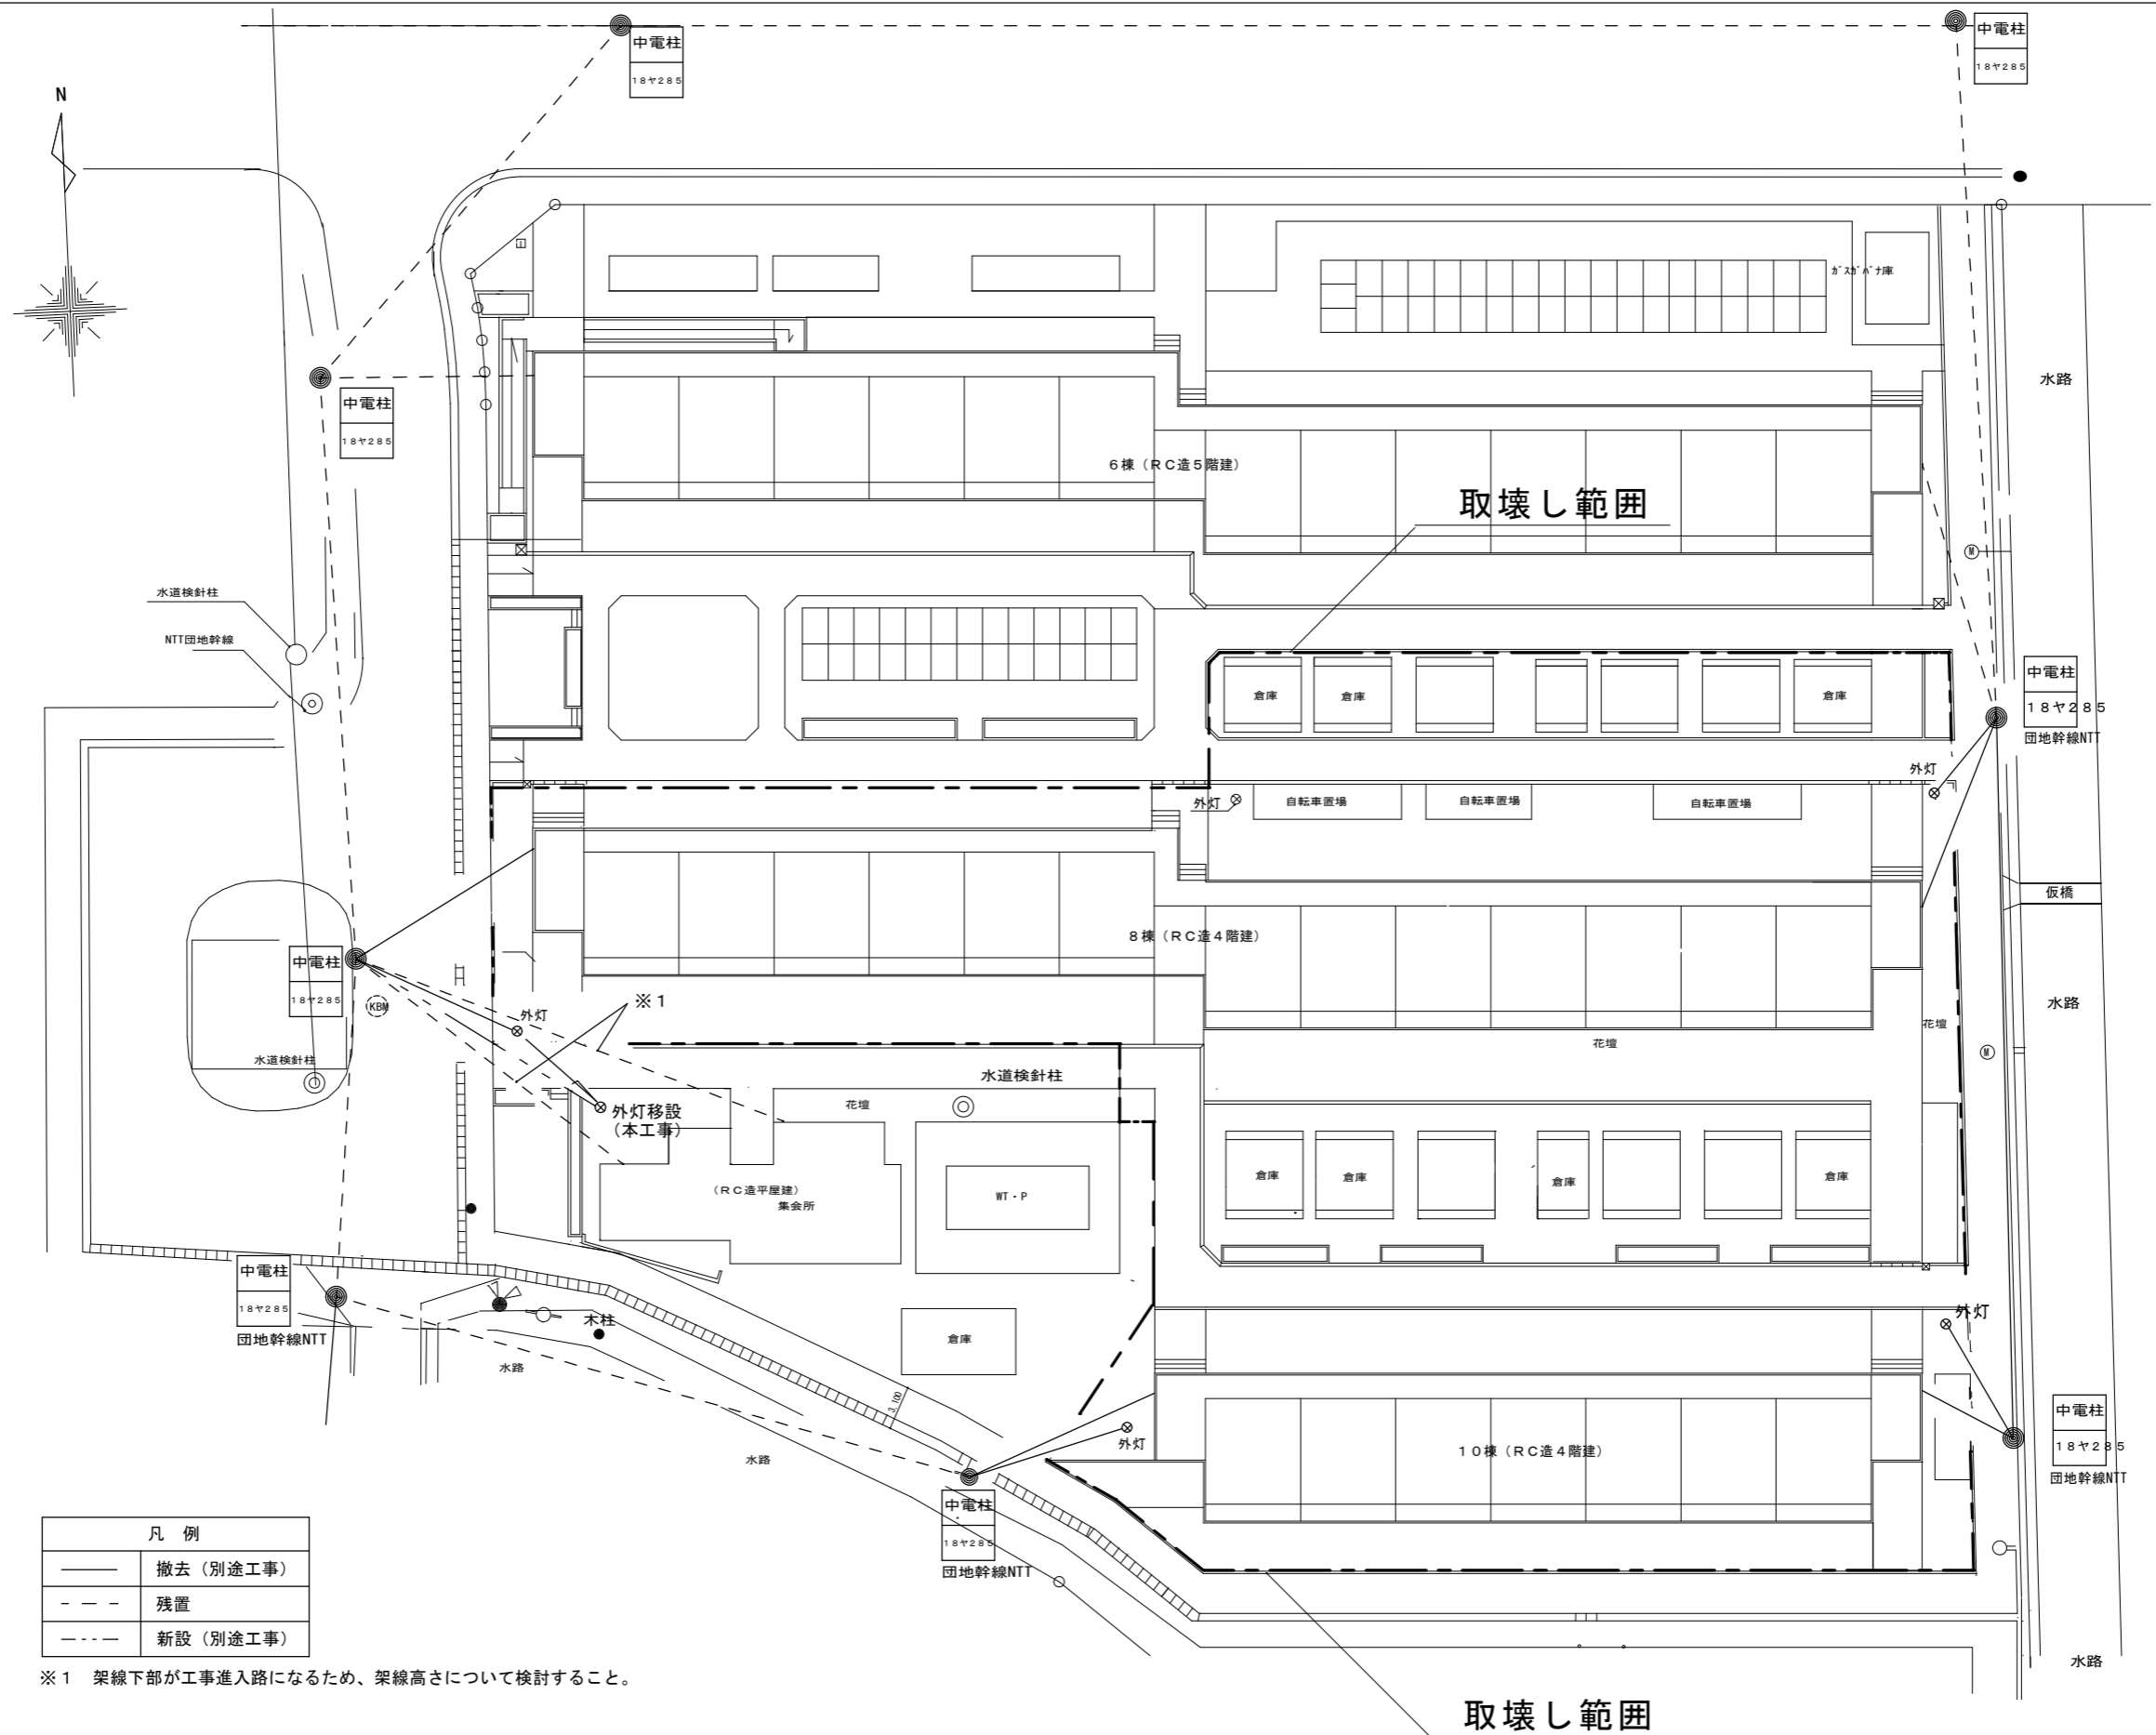 中電柱
18ヤ285
中電柱
18ヤ285
N
ガスガバナ庫
水路
中電柱
18ヤ285
6棟（RC造5階建）
取壊し範囲
M
水道検針柱
NTT団地幹線
倉庫
倉庫
倉庫
中電柱
18ヤ285
団地幹線NTT
外灯
外灯
自転車置場
自転車置場
自転車置場
仮橋
8棟（RC造4階建）
中電柱
18ヤ285
KBM
※1
外灯
水路
花壇
花壇
M
水道検針柱
水道検針柱
外灯移設
（本工事）
花壇
（RC造平屋建）
集会所
WT・P
倉庫
倉庫
倉庫
倉庫
中電柱
18ヤ285
団地幹線NTT
木柱
水路
倉庫
外灯
3,100
外灯
中電柱
18ヤ285
団地幹線NTT
10棟（RC造4階建）
水路
中電柱
18ヤ285
団地幹線NTT
凡 例
撤去（別途工事）
残置
新設（別途工事）
※1 架線下部が工事進入路になるため、架線高さについて検討すること。
水路
取壊し範囲